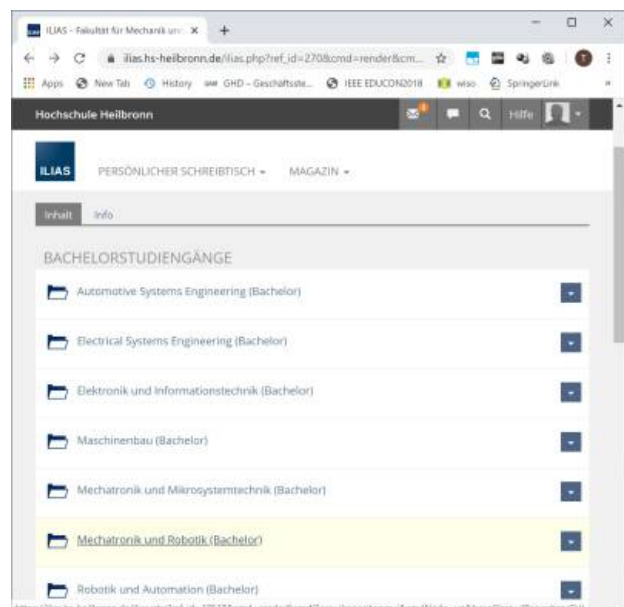 ILIAS - Fakultät für Mechanik und
ilias.hs-heilbronn.de/ilias.php?ref_id=270&cmd=render&cm...
Apps New Tab History GHD - Geschäftsste... IEEE EDUCON2018 wiso SpringerLink
Hochschule Heilbronn Hilfe
ILIAS PERSÖNLICHER SCHREIBTISCH MAGAZIN
Inhalt Info
BACHELORSTUDIENGÄNGE
Automotive Systems Engineering (Bachelor)
Electrical Systems Engineering (Bachelor)
Elektronik und Informationstechnik (Bachelor)
Maschinenbau (Bachelor)
Mechatronik und Mikrosystemtechnik (Bachelor)
Mechatronik und Robotik (Bachelor)
Robotik und Automation (Bachelor)